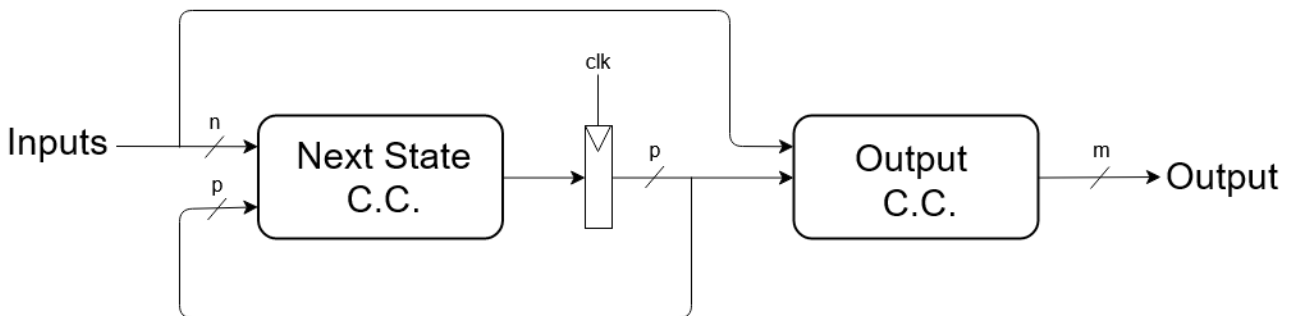 clk
Inputs
n
p
Next State
C.C.
p
Output
C.C.
m
Output